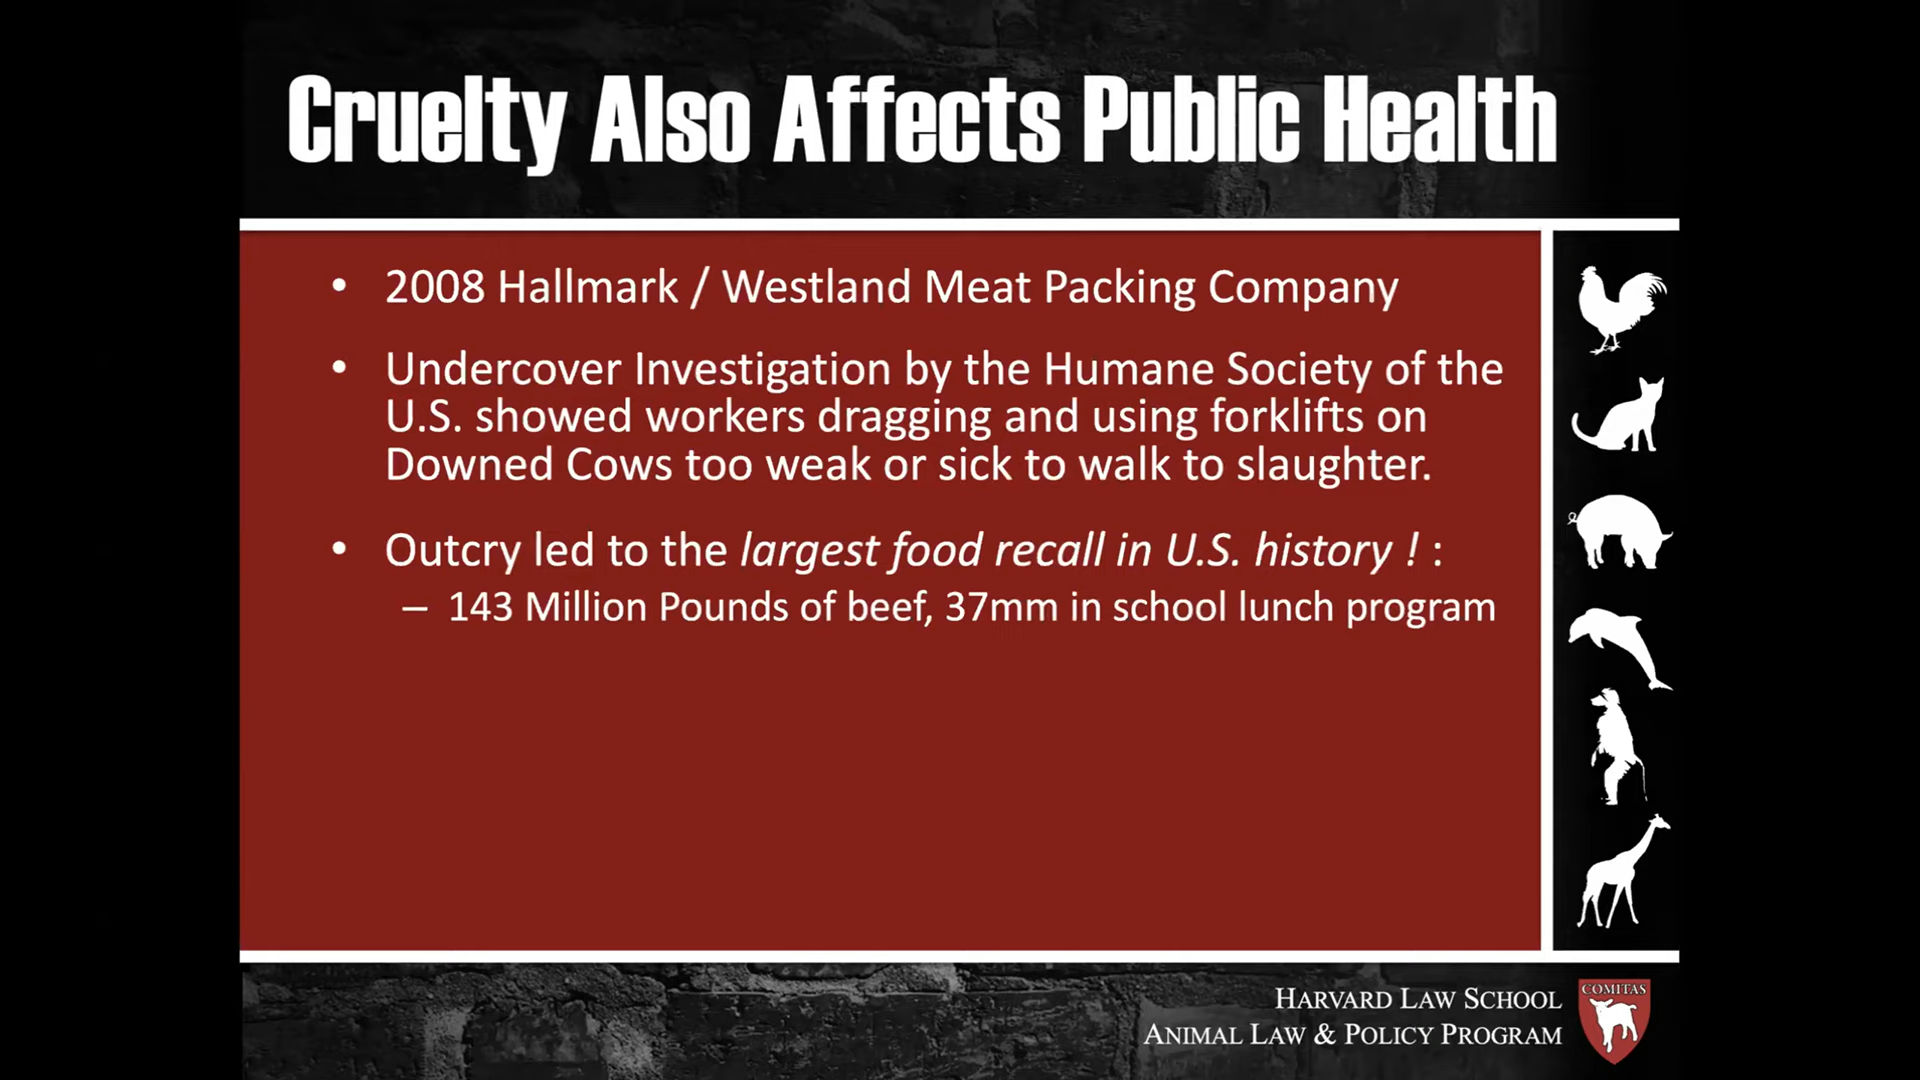 Cruelty Also Affects Public Health
• 2008 Hallmark / Westland Meat Packing Company
• Undercover Investigation by the Humane Society of the
U.S. showed workers dragging and using forklifts on
Downed Cows too weak or sick to walk to slaughter.
• Outcry led to the largest food recall in U.S. history ! :
– 143 Million Pounds of beef, 37mm in school lunch program
HARVARD LAW SCHOOL
ANIMAL LAW & POLICY PROGRAM
COMITAS